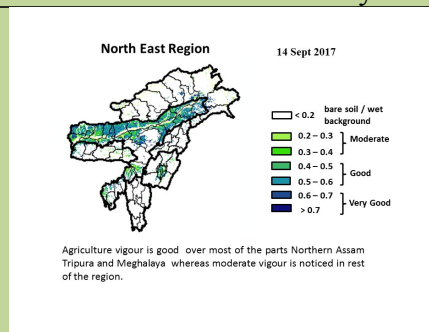 North East Region
14 Sept 2017
< 0.2 bare soil / wet
background
0.2 – 0.3
Moderate
0.3 – 0.4
0.4 – 0.5
Good
0.5 – 0.6
0.6 – 0.7
Very Good
> 0.7
Agriculture vigour is good over most of the parts Northern Assam
Tripura and Meghalaya whereas moderate vigour is noticed in rest
of the region.